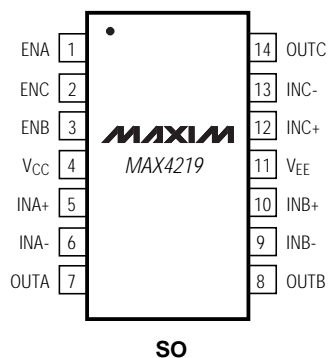 ENA 1 14 OUTC
ENC 2 13 INC-
ENB 3 MAXIM 12 INC+
VCC 4 MAX4219 11 VEE
INA+ 5 10 INB+
INA- 6 9 INB-
OUTA 7 8 OUTB
SO